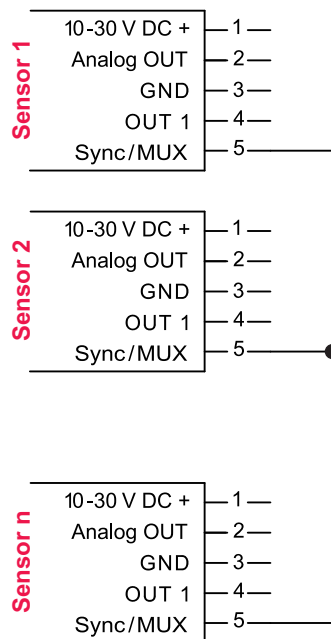 Sensor 1
10-30 V DC + 1
Analog OUT 2
GND 3
OUT 1 4
Sync/MUX 5
Sensor 2
10-30 V DC + 1
Analog OUT 2
GND 3
OUT 1 4
Sync/MUX 5
Sensor n
10-30 V DC + 1
Analog OUT 2
GND 3
OUT 1 4
Sync/MUX 5